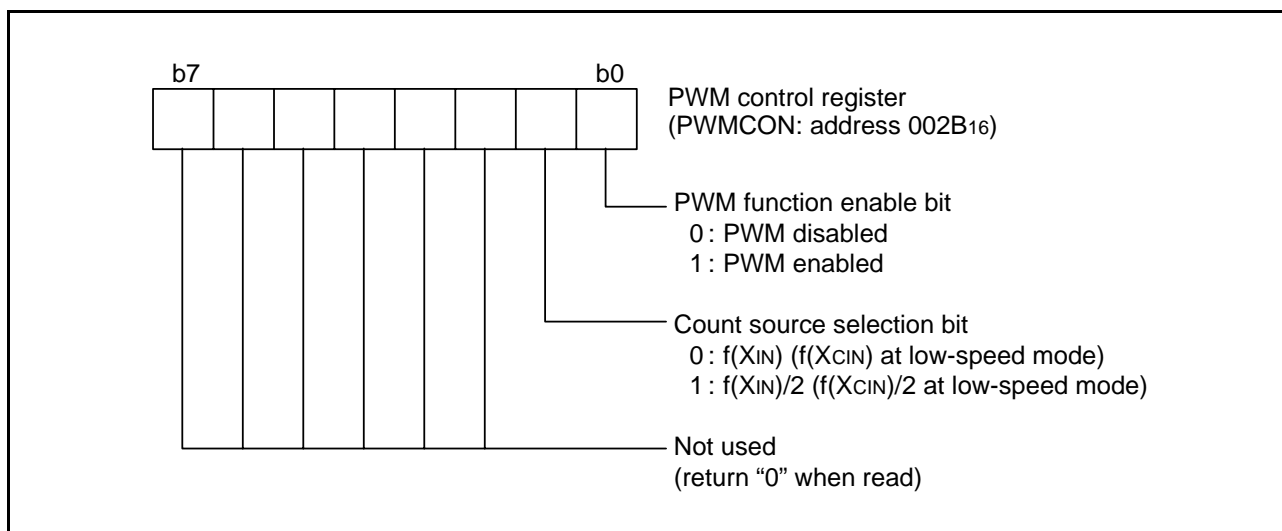 b7 b0
PWM control register
(PWMCON: address 002B16)
PWM function enable bit
0 : PWM disabled
1 : PWM enabled
Count source selection bit
0 : f(XIN) (f(XCIN) at low-speed mode)
1 : f(XIN)/2 (f(XCIN)/2 at low-speed mode)
Not used
(return “0” when read)